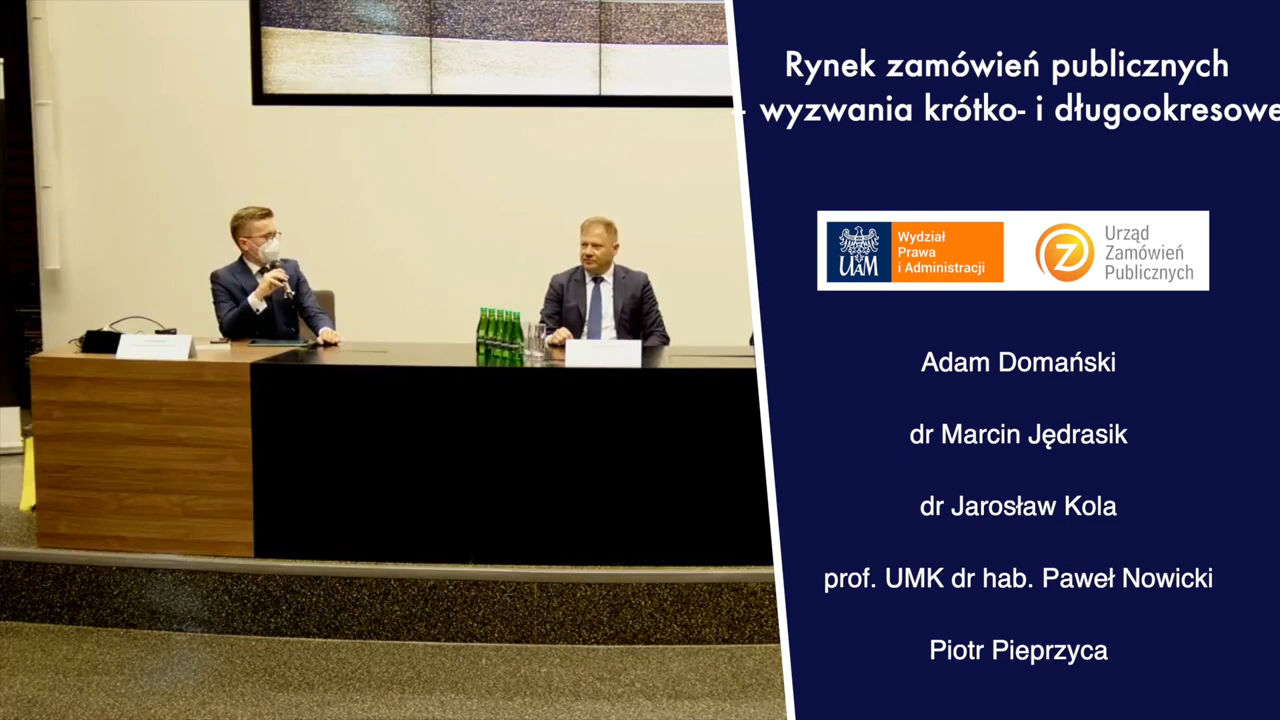 Rynek zamówień publicznych
- wyzwania krótko- i długookresowe
UAM
Wydział
Prawa
i Administracji
Z
Urząd
Zamówień
Publicznych
Adam Domański
dr Marcin Jędrasik
dr Jarosław Kola
prof. UMK dr hab. Paweł Nowicki
Piotr Pieprzyca